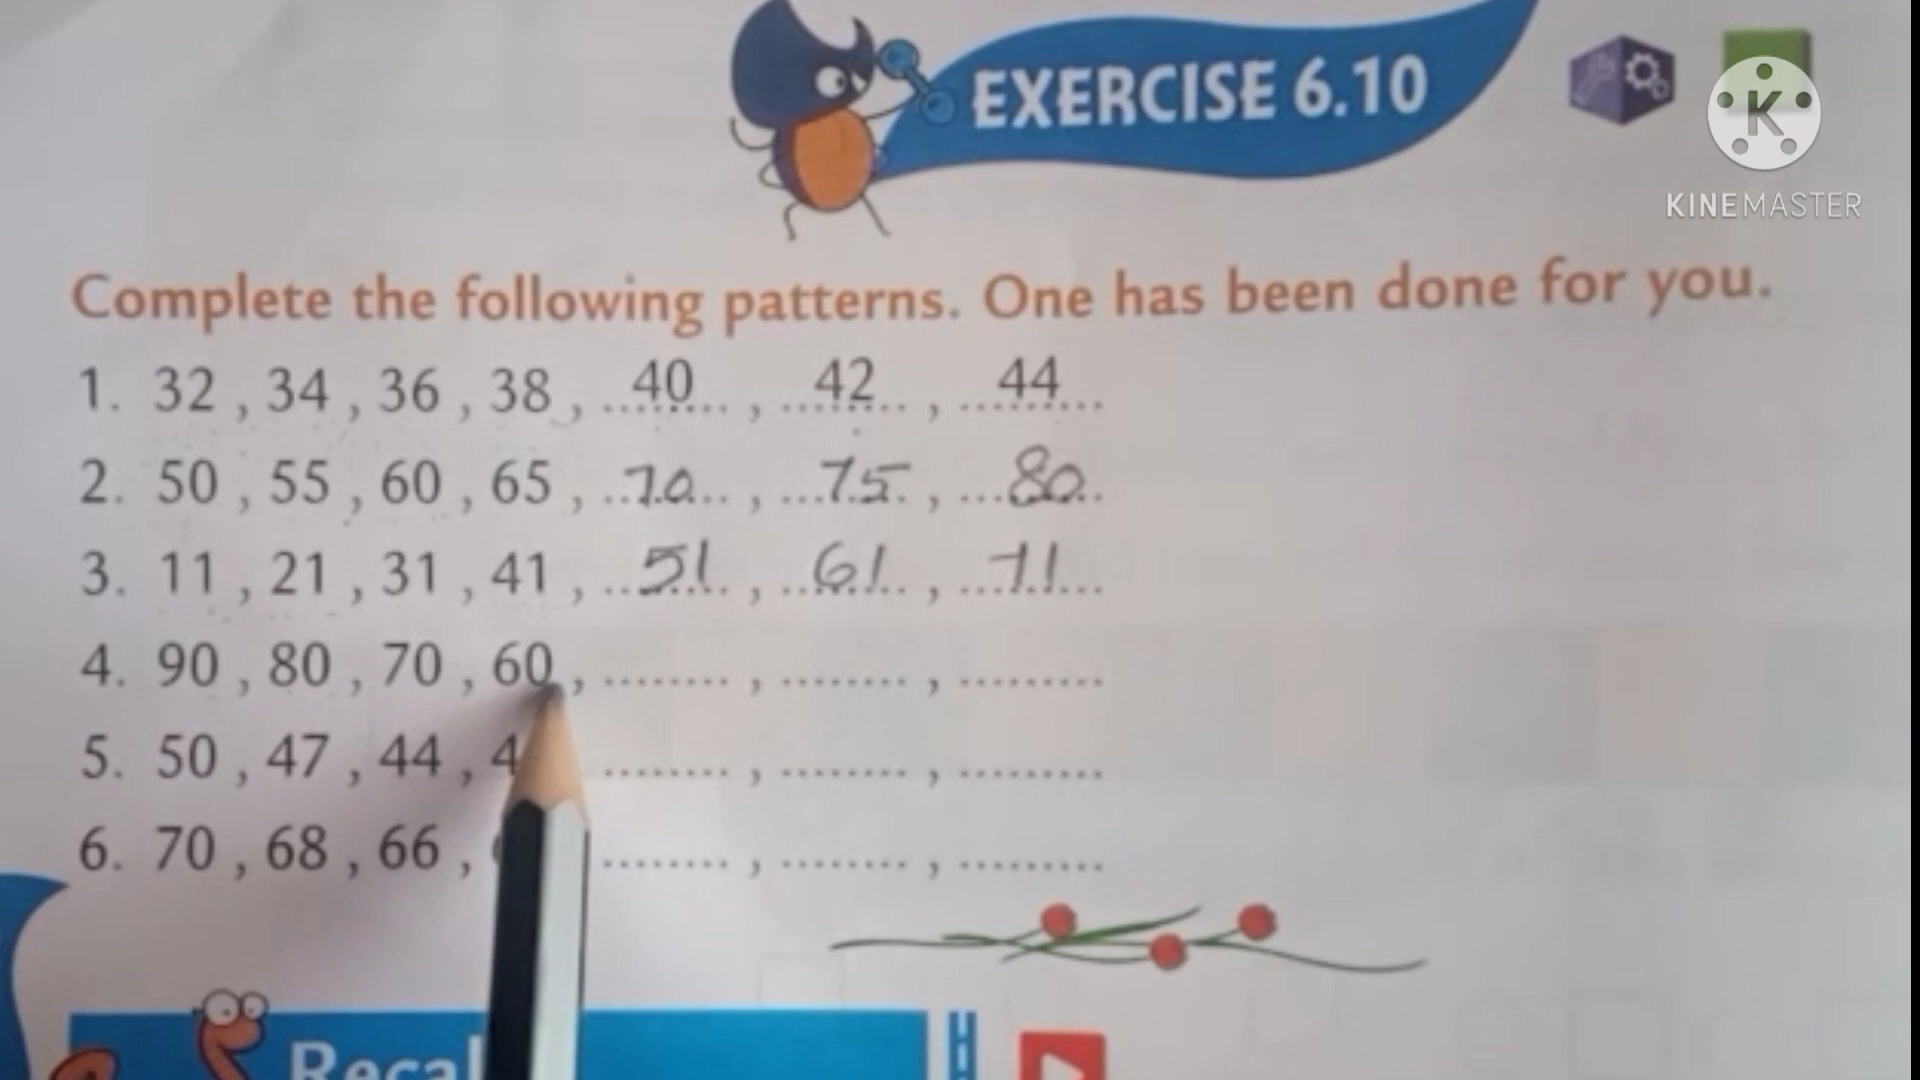 EXERCISE 6.10
K
KINEMASTER
Complete the following patterns. One has been done for you.
1. 32 , 34 , 36 , 38 , ...40... , ...42... , ...44...
2. 50 , 55 , 60 , 65 , ...70... , ...75... , ...80...
3. 11 , 21 , 31 , 41 , ...51... , ...61... , ...71...
4. 90 , 80 , 70 , 60 , ........ , ........ , .........
5. 50 , 47 , 44 , 4 ........ , ........ , .........
6. 70 , 68 , 66 , ........ , ........ , .........